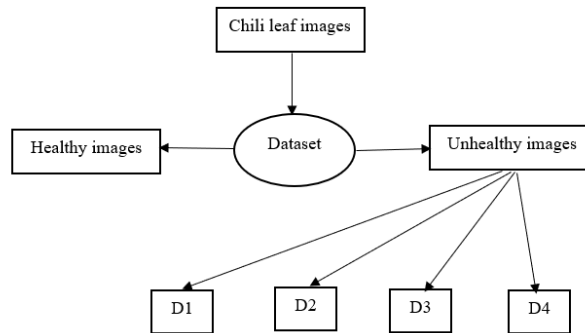 Chili leaf images
Healthy images
Dataset
Unhealthy images
D1
D2
D3
D4